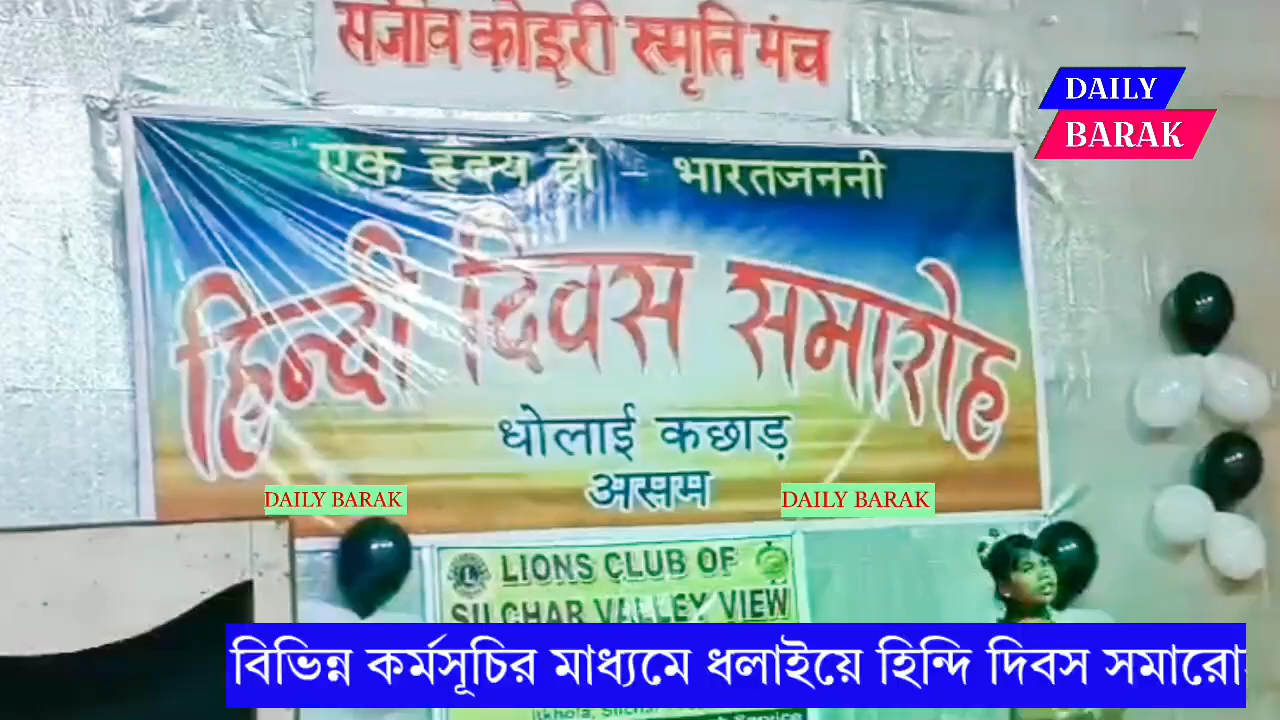 सजीव कोइरी स्मृति मंच
DAILY
BARAK
एक हृदय हो - भारतजननी
हिन्दी दिवस समारोह
धोलाई कछाड़
असम
DAILY BARAK
DAILY BARAK
LIONS CLUB OF
SILCHAR VALLEY VIEW
বিভিন্ন কর্মসূচির মাধ্যমে ধলাইয়ে হিন্দি দিবস সমারো